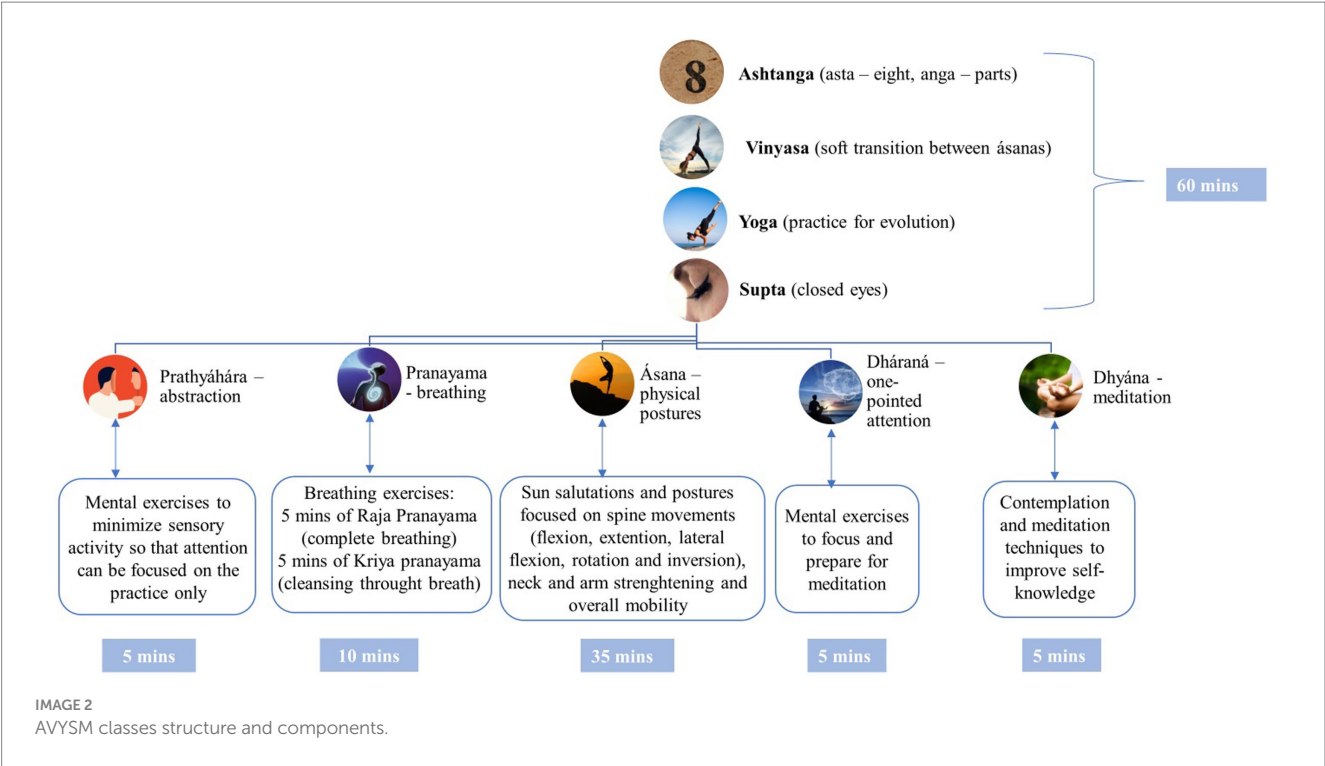 8
Ashtanga (asta – eight, anga – parts)
Vinyasa (soft transition between ásanas)
Yoga (practice for evolution)
Supta (closed eyes)
60 mins
Prathyáhára –
abstraction
Pranayama
- breathing
Ásana –
physical
postures
Dháraná –
one-
pointed
attention
Dhyána -
meditation
Mental exercises to
minimize sensory
activity so that attention
can be focused on the
practice only
Breathing exercises:
5 mins of Raja Pranayama
(complete breathing)
5 mins of Kriya pranayama
(cleansing throught breath)
Sun salutations and postures
focused on spine movements
(flexion, extention, lateral
flexion, rotation and inversion),
neck and arm strenghtening and
overall mobility
Mental exercises
to focus and
prepare for
meditation
Contemplation
and meditation
techniques to
improve self-
knowledge
5 mins
10 mins
35 mins
5 mins
5 mins
IMAGE 2
AVYSM classes structure and components.